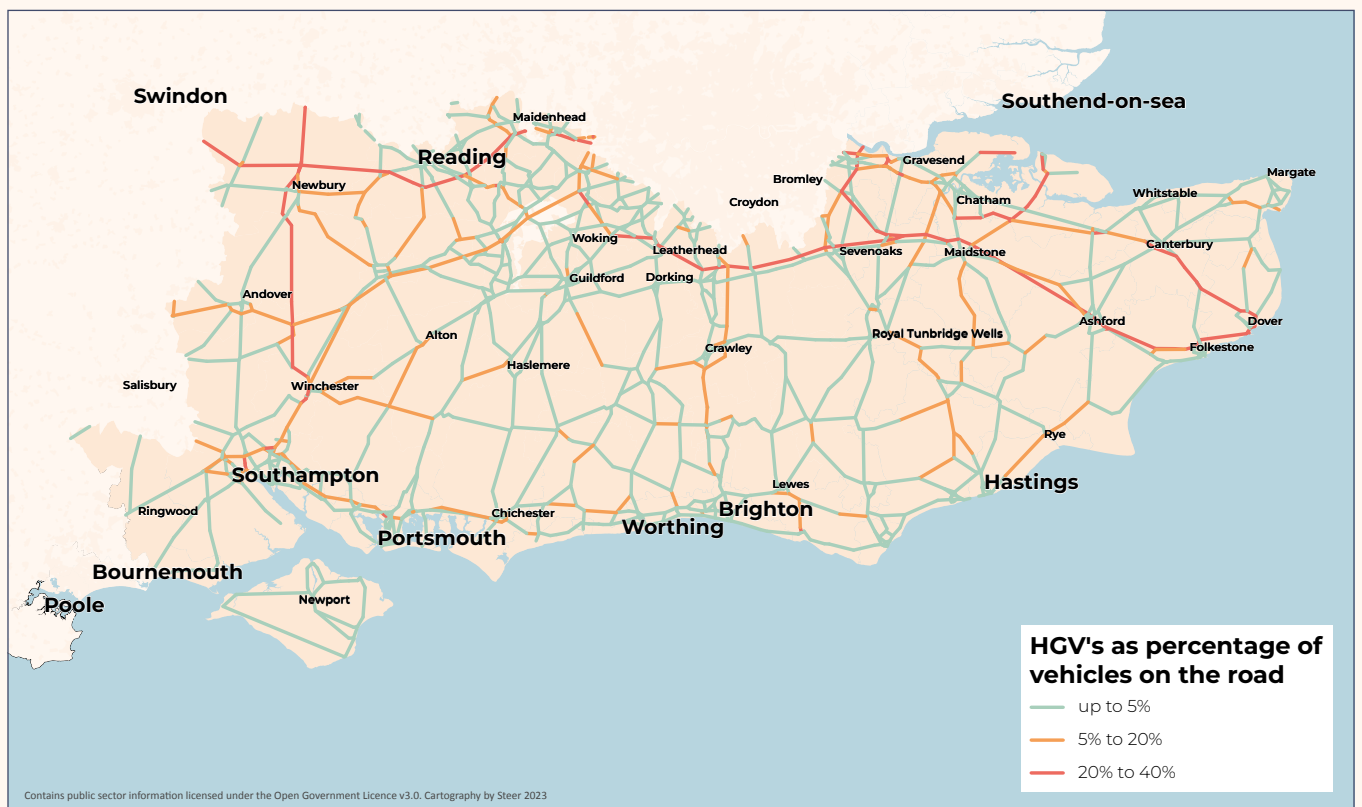 Swindon
Southend-on-sea
Maidenhead
Reading
Gravesend
Margate
Bromley
Newbury
Whitstable
Chatham
Croydon
Woking
Leatherhead
Sevenoaks
Maidstone
Canterbury
Guildford
Dorking
Andover
Ashford
Dover
Alton
Royal Tunbridge Wells
Crawley
Folkestone
Haslemere
Salisbury
Winchester
Rye
Southampton
Lewes
Hastings
Ringwood
Chichester
Brighton
Worthing
Portsmouth
Bournemouth
Newport
Poole
HGV's as percentage of
vehicles on the road
up to 5%
5% to 20%
20% to 40%
Contains public sector information licensed under the Open Government Licence v3.0. Cartography by Steer 2023